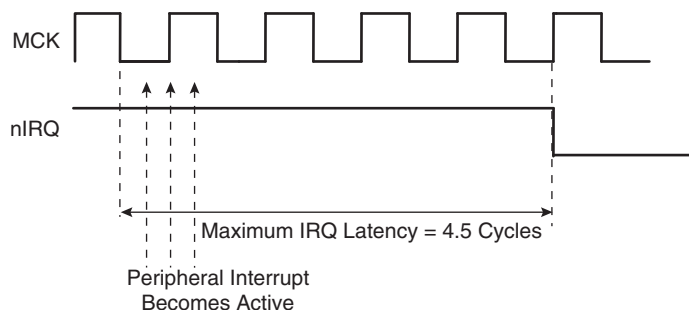 MCK
nIRQ
Maximum IRQ Latency = 4.5 Cycles
Peripheral Interrupt
Becomes Active